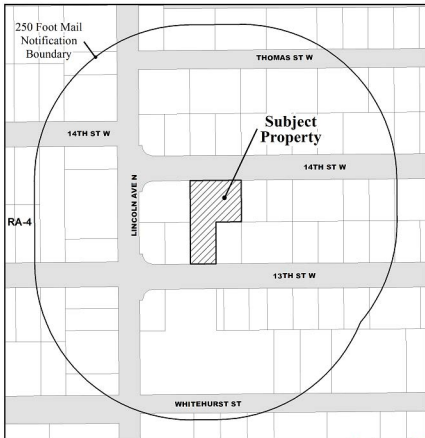 250 Foot Mail
Notification
Boundary
THOMAS ST W
Subject
Property
14TH ST W
14TH ST W
LINCOLN AVE N
RA-4
13TH ST W
WHITEHURST ST